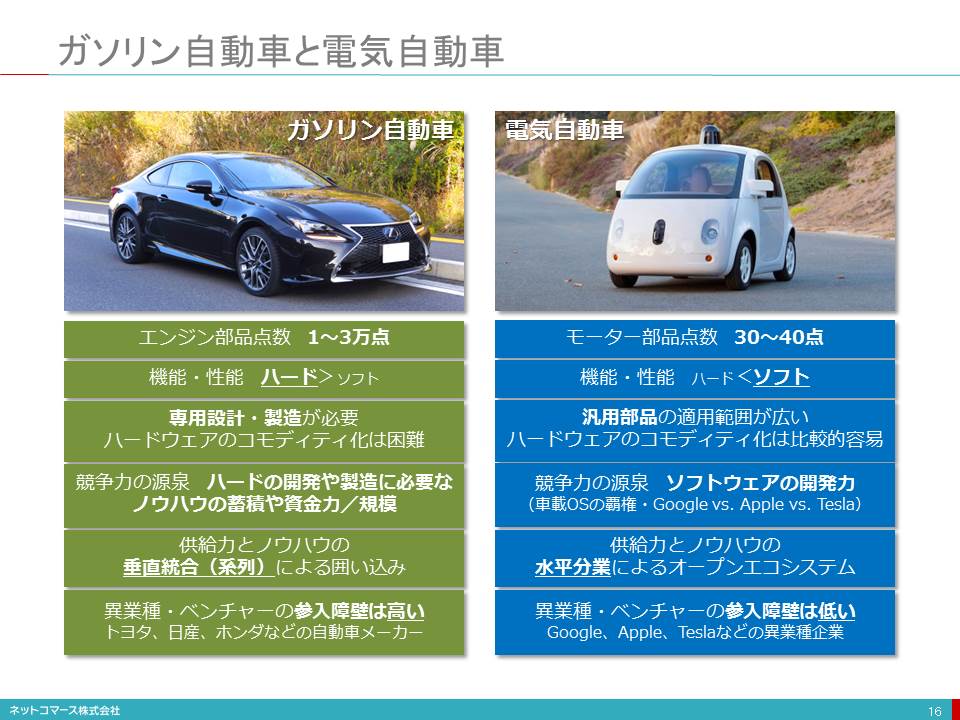 ガソリン自動車と電気自動車
ガソリン自動車
エンジン部品点数 1～3万点
機能・性能 ハード＞ソフト
専用設計・製造が必要
ハードウェアのコモディティ化は困難
競争力の源泉 ハードの開発や製造に必要な
ノウハウの蓄積や資金力／規模
供給力とノウハウの
垂直統合（系列）による囲い込み
異業種・ベンチャーの参入障壁は高い
トヨタ、日産、ホンダなどの自動車メーカー
電気自動車
モーター部品点数 30～40点
機能・性能 ハード＜ソフト
汎用部品の適用範囲が広い
ハードウェアのコモディティ化は比較的容易
競争力の源泉 ソフトウェアの開発力
（車載OSの覇権・Google vs. Apple vs. Tesla）
供給力とノウハウの
水平分業によるオープンエコシステム
異業種・ベンチャーの参入障壁は低い
Google、Apple、Teslaなどの異業種企業
ネットコマース株式会社
16